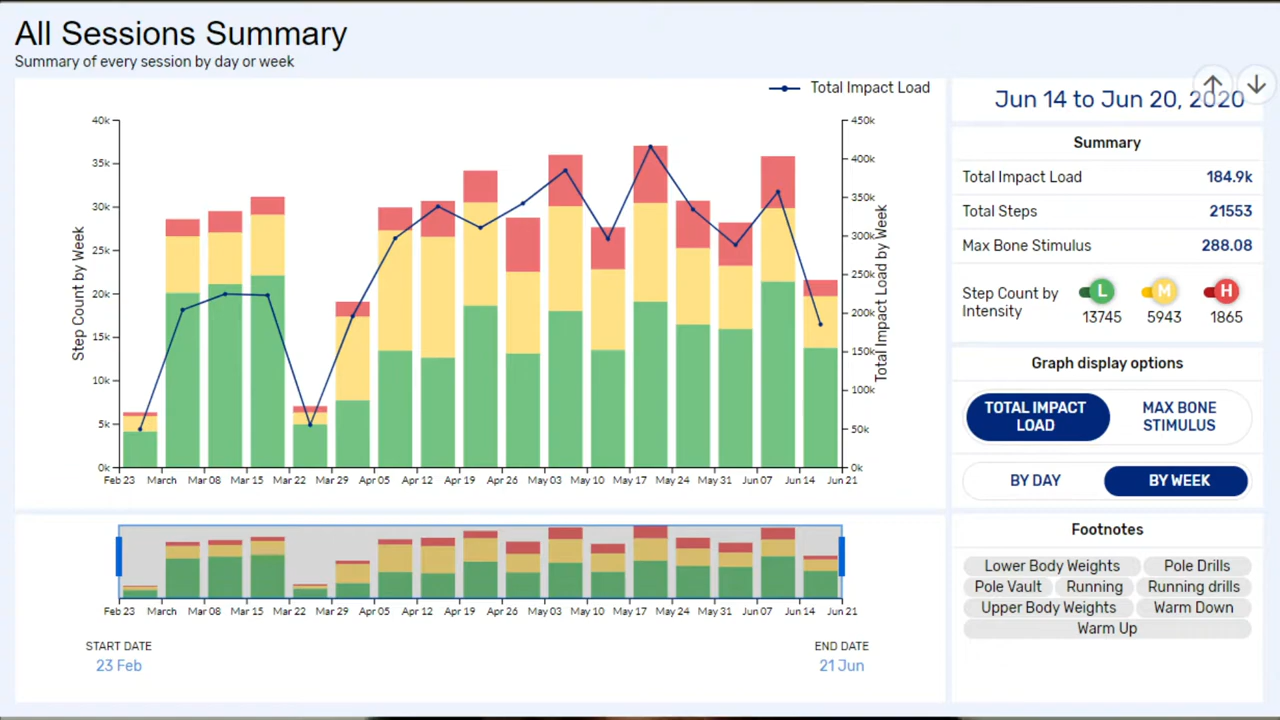 All Sessions Summary
Summary of every session by day or week
Total Impact Load
40k
35k
30k
25k
20k
15k
10k
5k
0k
Step Count by Week
450k
400k
350k
300k
250k
200k
150k
100k
50k
0k
Total Impact Load by Week
Feb 23 March Mar 08 Mar 15 Mar 22 Mar 29 Apr 05 Apr 12 Apr 19 Apr 26 May 03 May 10 May 17 May 24 May 31 Jun 07 Jun 14 Jun 21
Feb 23 March Mar 08 Mar 15 Mar 22 Mar 29 Apr 05 Apr 12 Apr 19 Apr 26 May 03 May 10 May 17 May 24 May 31 Jun 07 Jun 14 Jun 21
START DATE
23 Feb
END DATE
21 Jun
Jun 14 to Jun 20, 2020
Summary
Total Impact Load 184.9k
Total Steps 21553
Max Bone Stimulus 288.08
Step Count by
Intensity
L M H
13745 5943 1865
Graph display options
TOTAL IMPACT
LOAD
MAX BONE
STIMULUS
BY DAY BY WEEK
Footnotes
Lower Body Weights Pole Drills
Pole Vault Running Running drills
Upper Body Weights Warm Down
Warm Up